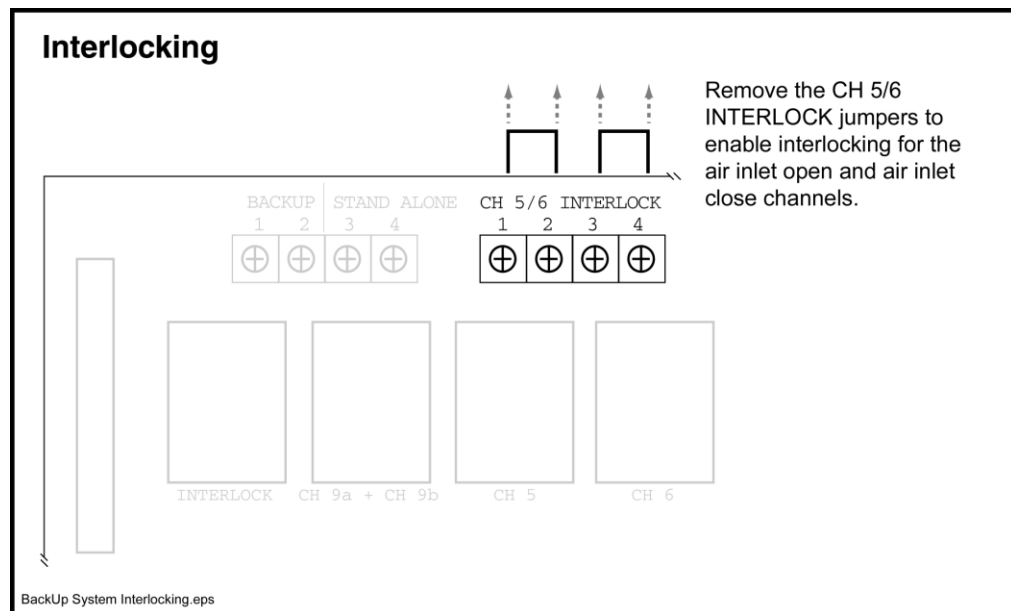 Interlocking
Remove the CH 5/6
INTERLOCK jumpers to
enable interlocking for the
air inlet open and air inlet
close channels.
BACKUP STAND ALONE CH 5/6 INTERLOCK
1 2 3 4 1 2 3 4
INTERLOCK CH 9a + CH 9b CH 5 CH 6
BackUp System Interlocking.eps